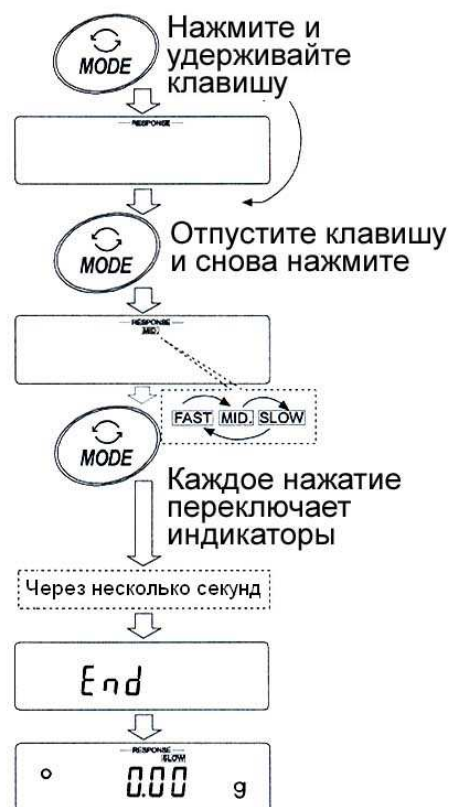 MODE
Нажмите и
удерживайте
клавишу
RESPONSE
MODE
Отпустите клавишу
и снова нажмите
RESPONSE
MID.
FAST MID. SLOW
MODE
Каждое нажатие
переключает
индикаторы
Через несколько секунд
End
RESPONSE
SLOW
0.00 g